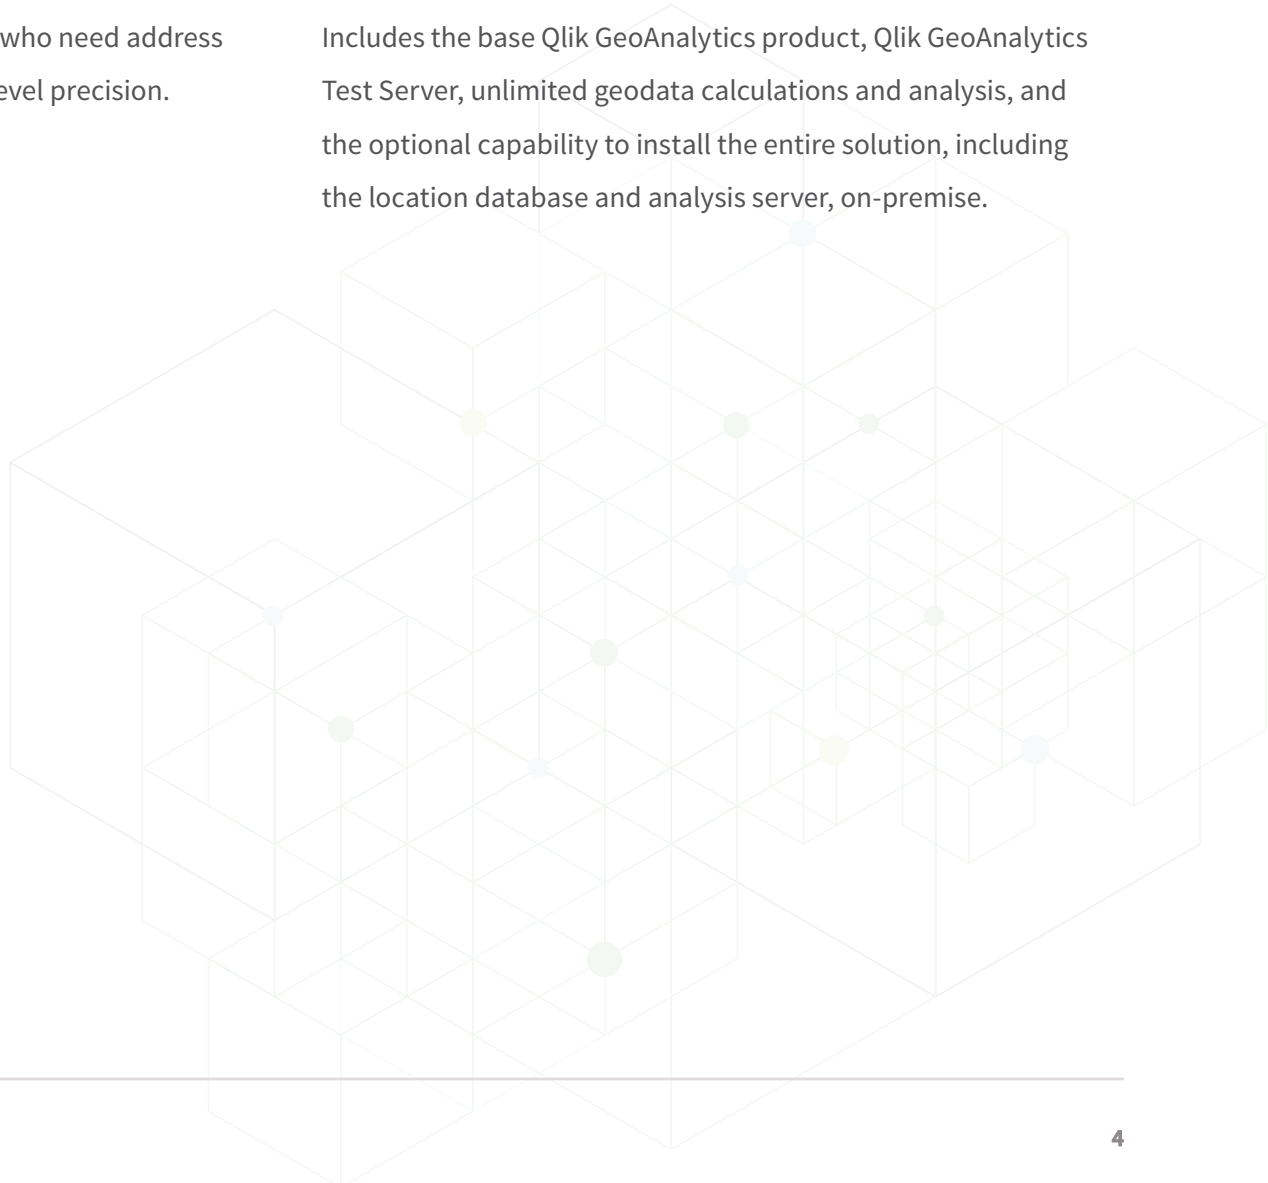 who need address
evel precision.
Includes the base Qlik GeoAnalytics product, Qlik GeoAnalytics
Test Server, unlimited geodata calculations and analysis, and
the optional capability to install the entire solution, including
the location database and analysis server, on-premise.
4